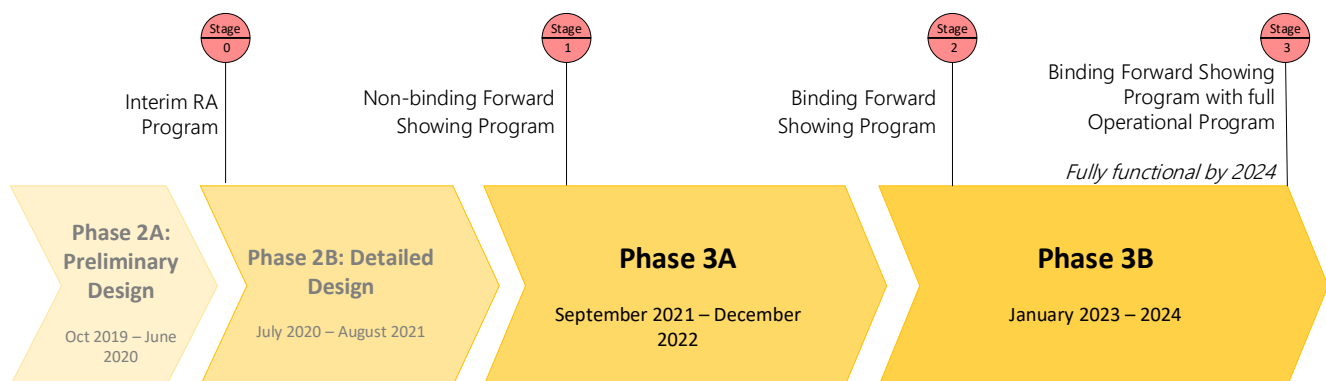 Stage
0
Stage
1
Stage
2
Stage
3
Interim RA
Program
Non-binding Forward
Showing Program
Binding Forward
Showing Program
Binding Forward Showing
Program with full
Operational Program
Fully functional by 2024
Phase 2A:
Preliminary
Design
Oct 2019 – June
2020
Phase 2B: Detailed
Design
July 2020 – August 2021
Phase 3A
September 2021 – December
2022
Phase 3B
January 2023 – 2024